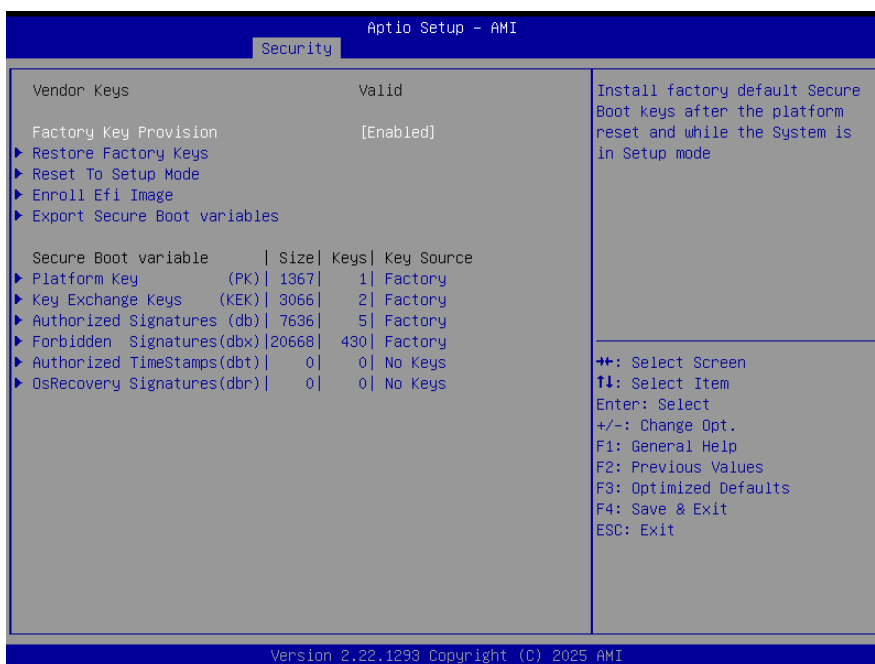 Aptio Setup – AMI
Security
Vendor Keys Valid
Factory Key Provision [Enabled]
Restore Factory Keys
Reset To Setup Mode
Enroll Efi Image
Export Secure Boot variables
Secure Boot variable | Size| Keys| Key Source
Platform Key (PK)| 1367| 1| Factory
Key Exchange Keys (KEK)| 3066| 2| Factory
Authorized Signatures (db)| 7636| 5| Factory
Forbidden Signatures(dbx)|20668| 430| Factory
Authorized TimeStamps(dbt)| 0| 0| No Keys
OsRecovery Signatures(dbr)| 0| 0| No Keys
Install factory default Secure
Boot keys after the platform
reset and while the System is
in Setup mode
→←: Select Screen
↑↓: Select Item
Enter: Select
+/-: Change Opt.
F1: General Help
F2: Previous Values
F3: Optimized Defaults
F4: Save & Exit
ESC: Exit
Version 2.22.1293 Copyright (C) 2025 AMI